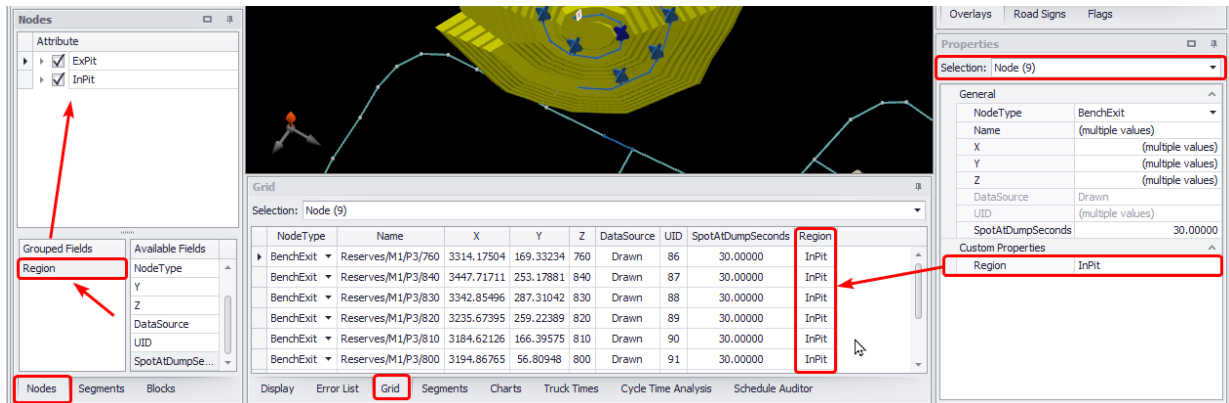 Nodes
Attribute
ExPit
InPit
Grouped Fields
Region
Available Fields
NodeType
Y
Z
DataSource
UID
SpotAtDumpSe...
Nodes Segments Blocks
Grid
Selection: Node (9)
NodeType Name X Y Z DataSource UID SpotAtDumpSeconds Region
BenchExit Reserves/M1/P3/760 3314.17504 169.33234 760 Drawn 86 30.00000 InPit
BenchExit Reserves/M1/P3/840 3447.71711 253.17881 840 Drawn 87 30.00000 InPit
BenchExit Reserves/M1/P3/830 3342.85496 287.31042 830 Drawn 88 30.00000 InPit
BenchExit Reserves/M1/P3/820 3235.67395 259.22389 820 Drawn 89 30.00000 InPit
BenchExit Reserves/M1/P3/810 3184.62126 166.39575 810 Drawn 90 30.00000 InPit
BenchExit Reserves/M1/P3/800 3194.86765 56.80948 800 Drawn 91 30.00000 InPit
Display Error List Grid Segments Charts Truck Times Cycle Time Analysis Schedule Auditor
Overlays Road Signs Flags
Properties
Selection: Node (9)
General
NodeType BenchExit
Name (multiple values)
X (multiple values)
Y (multiple values)
Z (multiple values)
DataSource Drawn
UID (multiple values)
SpotAtDumpSeconds 30.00000
Custom Properties
Region InPit